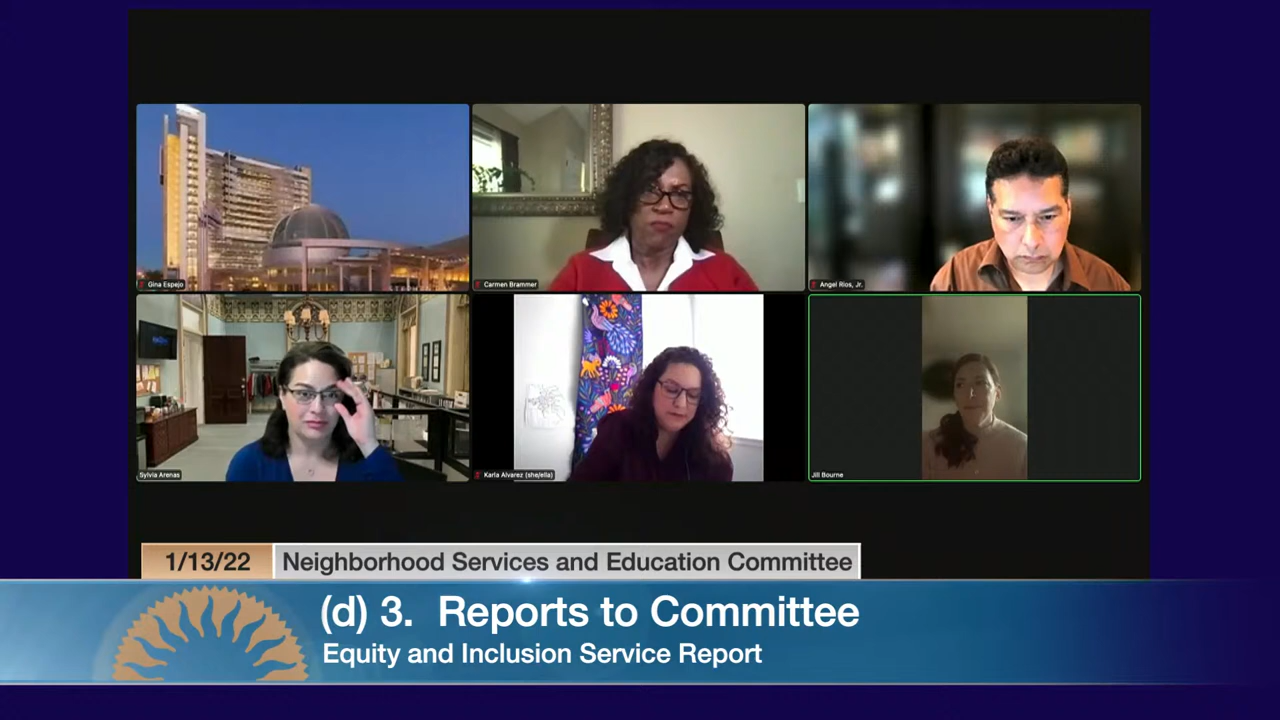 Gina Espejo
Carmen Brammer
Angel Rios, Jr.
Sylvia Arenas
Karla Alvarez (she/ella)
Jill Bourne
1/13/22
Neighborhood Services and Education Committee
(d) 3. Reports to Committee
Equity and Inclusion Service Report